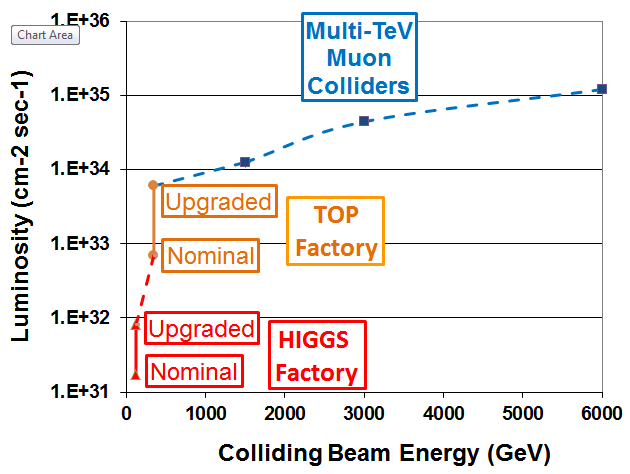 Chart Area
Luminosity (cm-2 sec-1)
1.E+36
1.E+35
1.E+34
1.E+33
1.E+32
1.E+31
Multi-TeV
Muon
Colliders
Upgraded
TOP
Factory
Nominal
Upgraded
HIGGS
Factory
Nominal
0 1000 2000 3000 4000 5000 6000
Colliding Beam Energy (GeV)